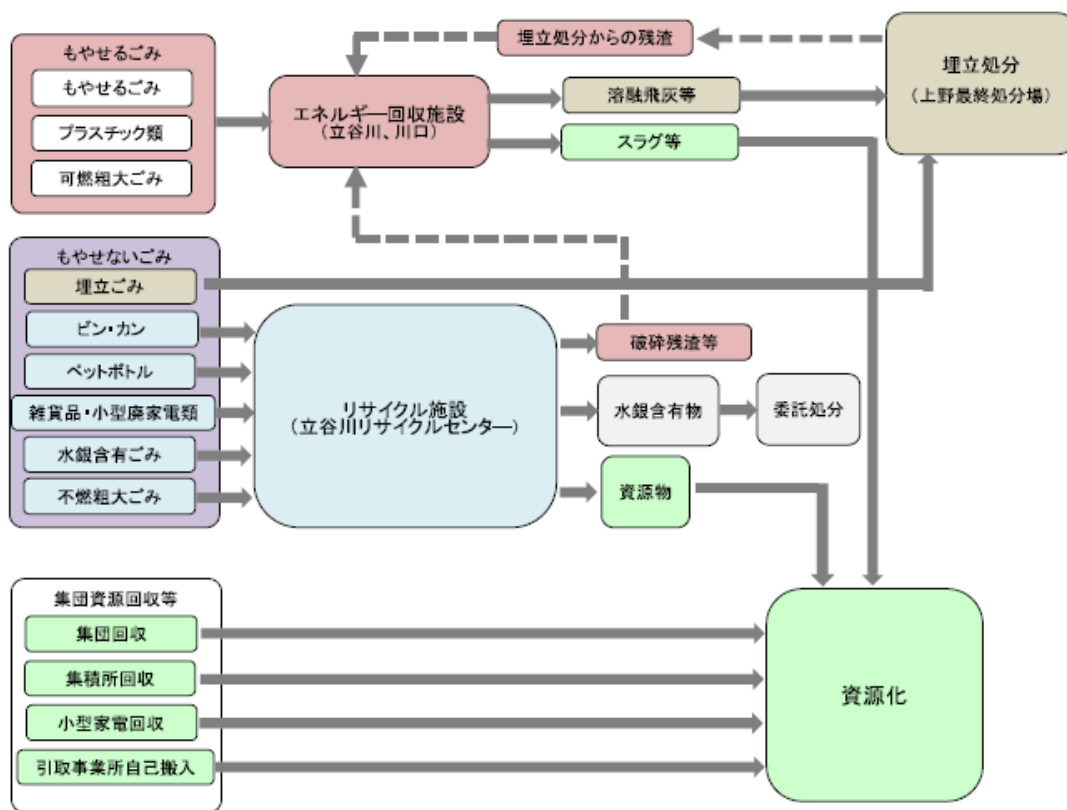 もやせるごみ
もやせるごみ
プラスチック類
可燃粗大ごみ
埋立処分からの残渣
エネルギー回収施設
(立谷川、川口)
溶融飛灰等
スラグ等
埋立処分
(上野最終処分場)
もやせないごみ
埋立ごみ
ビン・カン
ペットボトル
雑貨品・小型廃家電類
水銀含有ごみ
不燃粗大ごみ
リサイクル施設
(立谷川リサイクルセンター)
破砕残渣等
水銀含有物
委託処分
資源物
集団資源回収等
集団回収
集積所回収
小型家電回収
引取事業所自己搬入
資源化